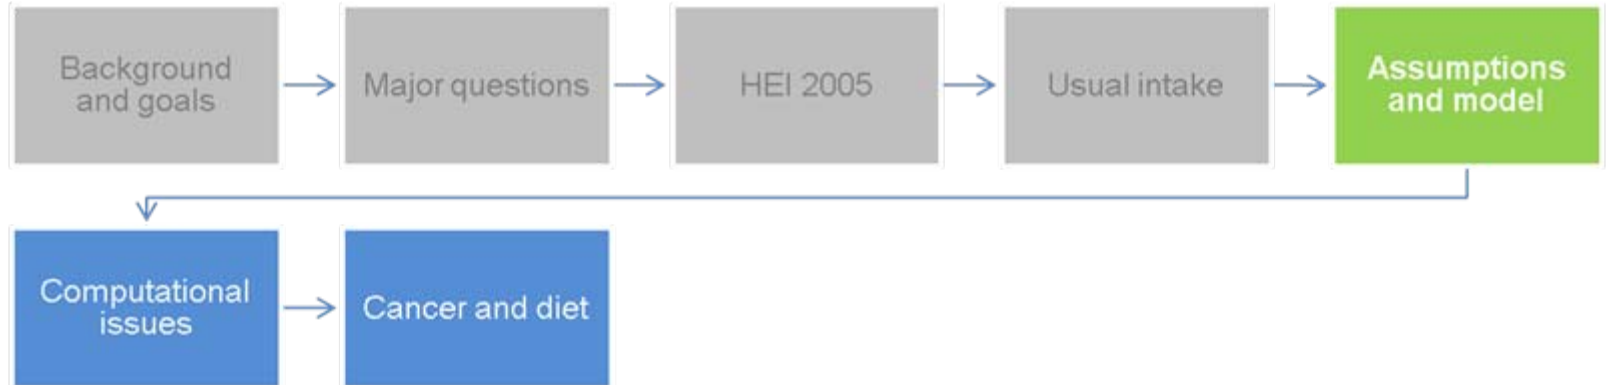 Background
and goals
Major questions
HEI 2005
Usual intake
Assumptions
and model
Computational
issues
Cancer and diet